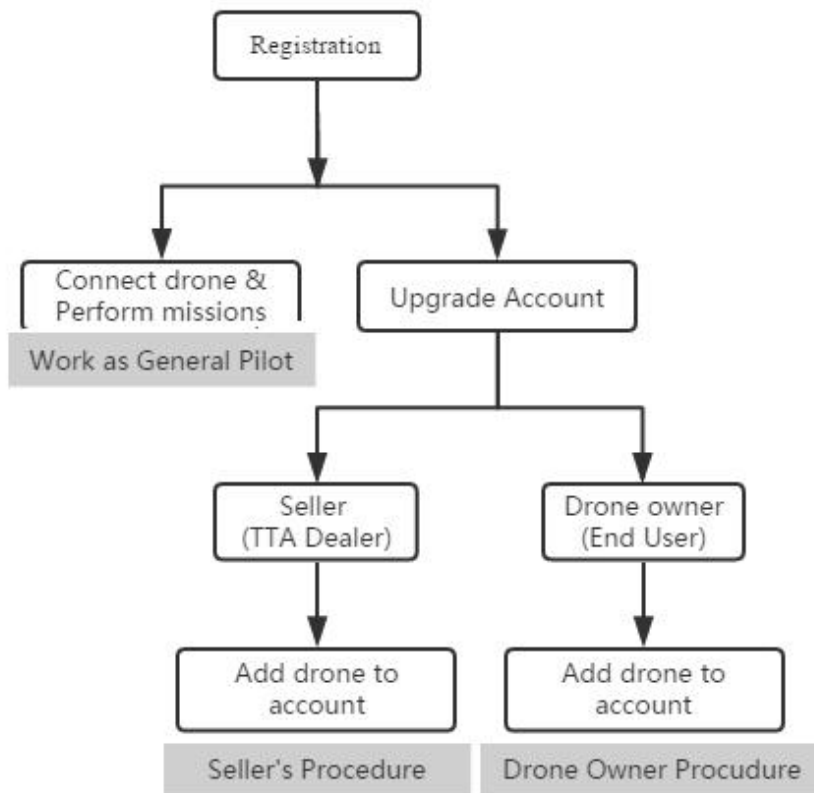 Registration
Connect drone &
Perform missions
Upgrade Account
Work as General Pilot
Seller
(TTA Dealer)
Drone owner
(End User)
Add drone to
account
Add drone to
account
Seller's Procedure
Drone Owner Procudure